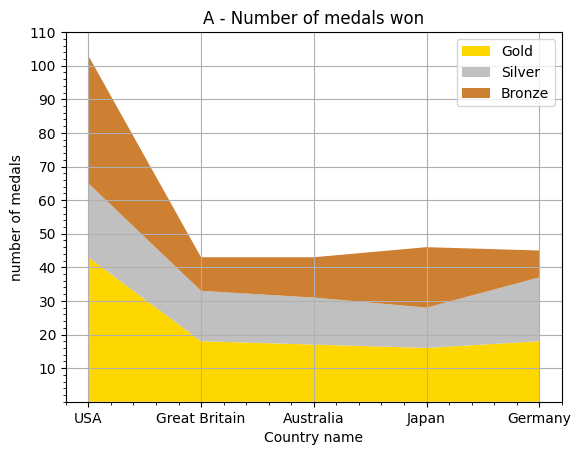 A - Number of medals won
Gold
Silver
Bronze
110
100
90
80
70
60
50
40
30
20
10
number of medals
USA Great Britain Australia Japan Germany
Country name